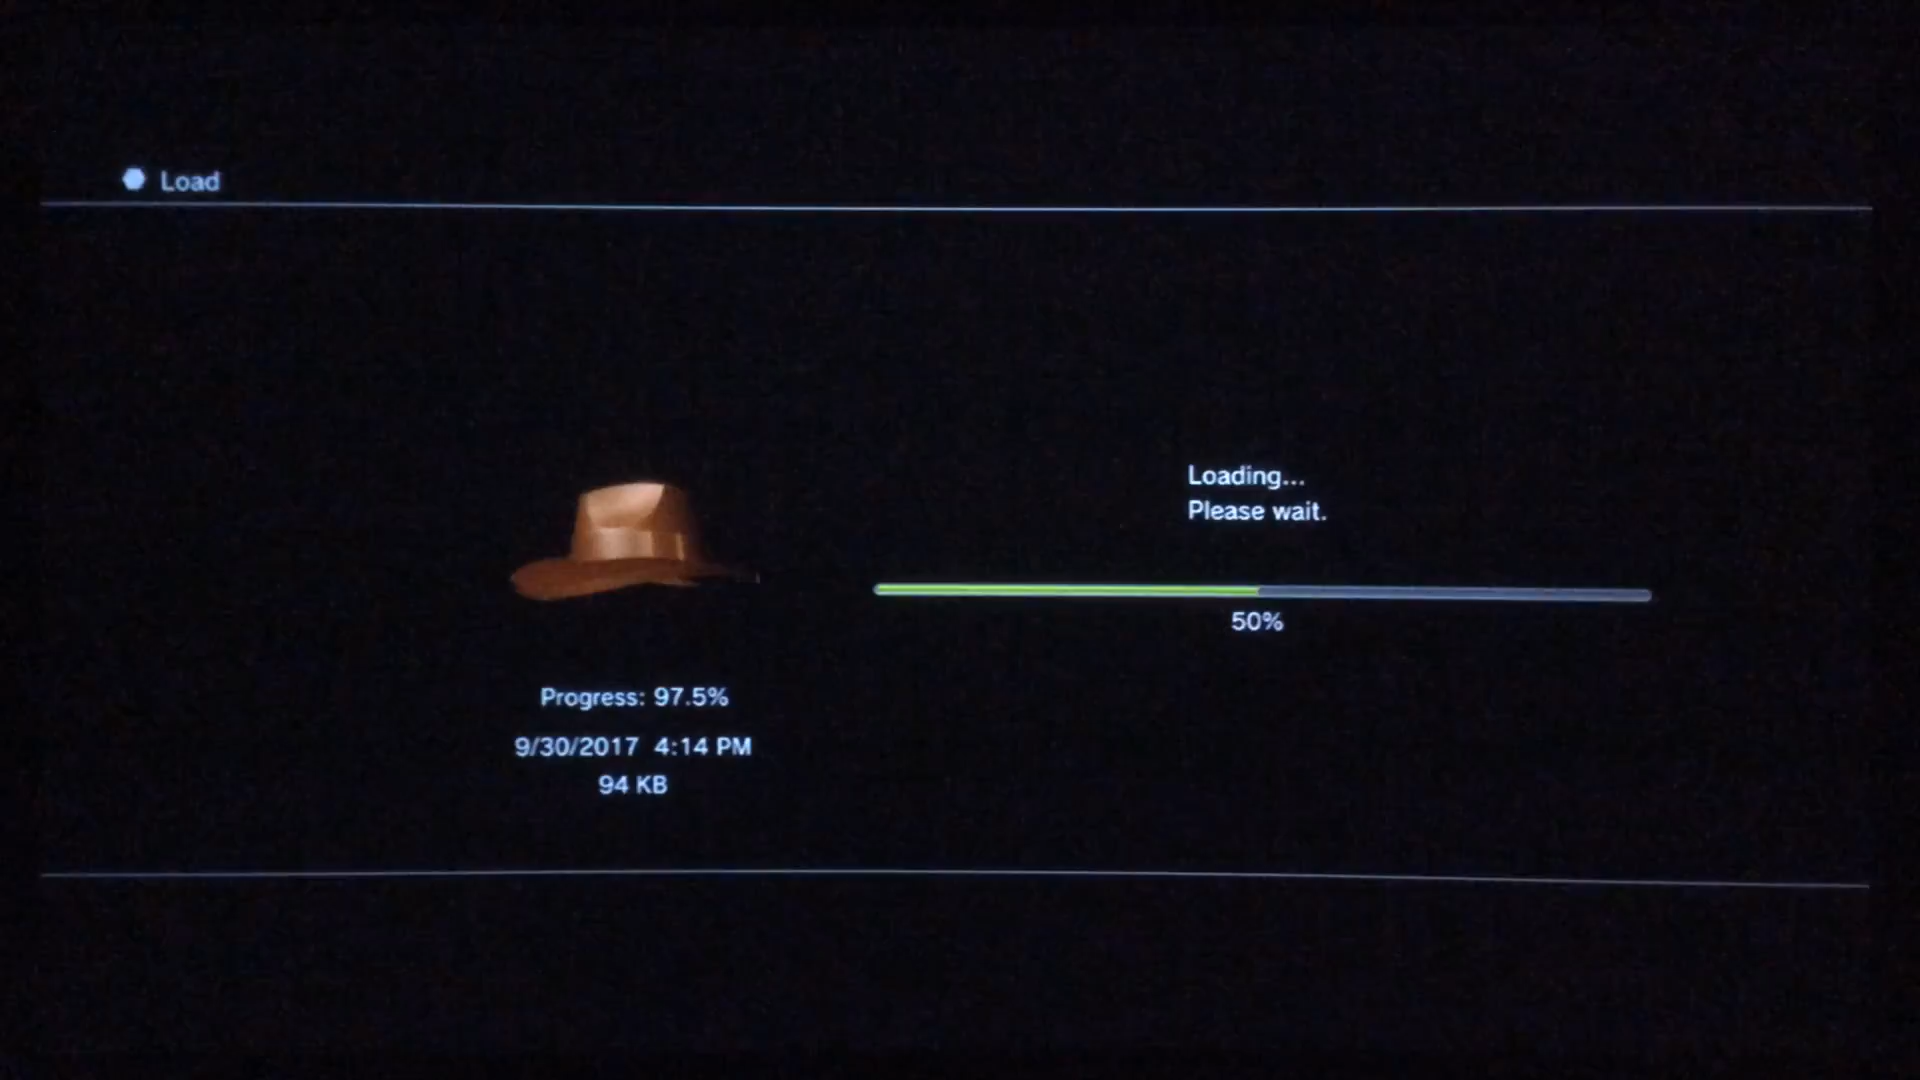 Load
Loading...
Please wait.
50%
Progress: 97.5%
9/30/2017 4:14 PM
94 KB